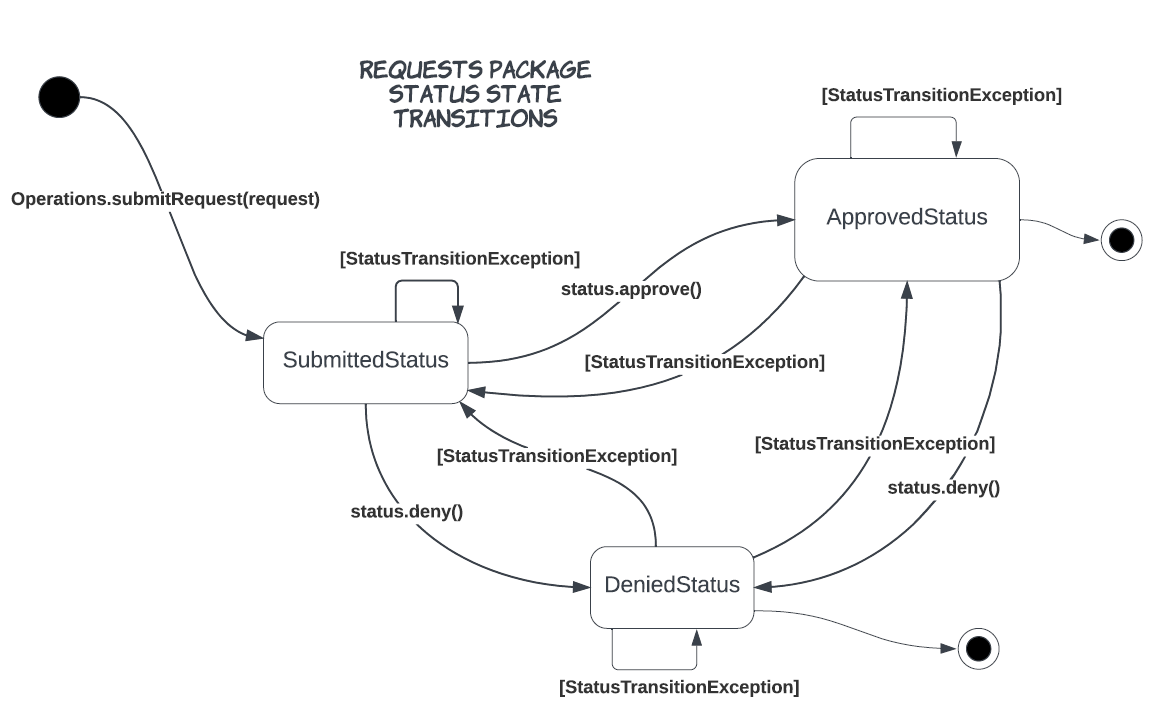 REQUESTS PACKAGE
STATUS STATE
TRANSITIONS
[StatusTransitionException]
Operations.submitRequest(request)
ApprovedStatus
[StatusTransitionException]
status.approve()
SubmittedStatus
[StatusTransitionException]
[StatusTransitionException]
[StatusTransitionException]
status.deny()
status.deny()
DeniedStatus
[StatusTransitionException]